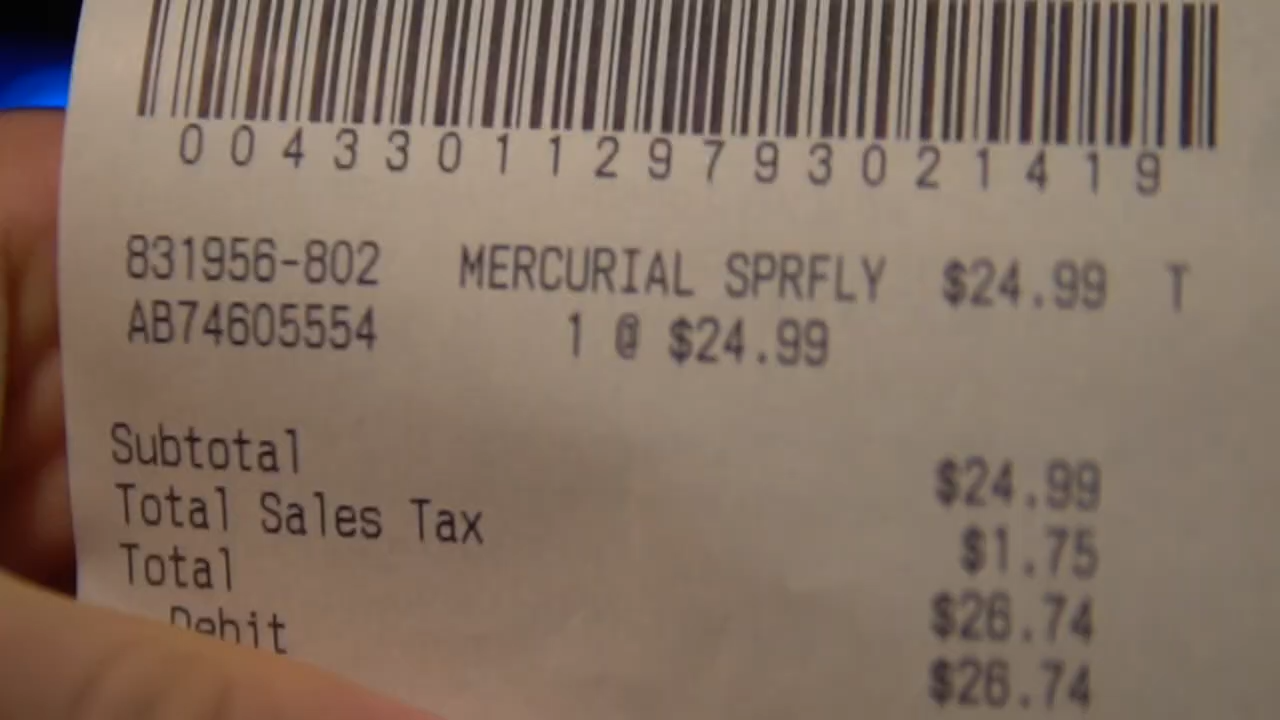 0043301129793021419
831956-802 MERCURIAL SPRFLY $24.99 T
AB74605554 1 @ $24.99
Subtotal $24.99
Total Sales Tax $1.75
Total $26.74
Debit $26.74